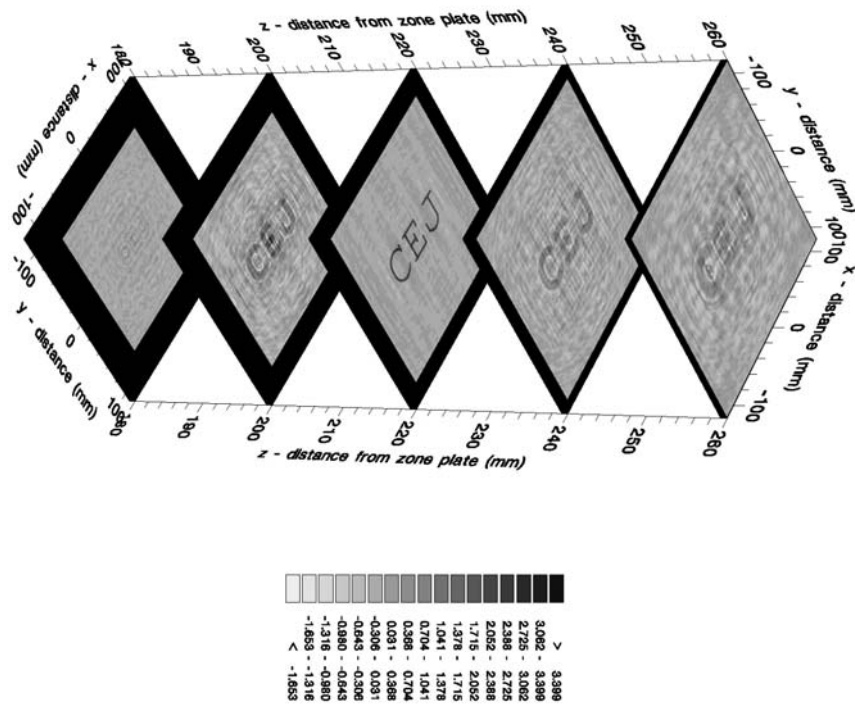 z - distance from zone plate (mm)
180
190
200
210
220
230
240
250
260
x - distance (mm)
100
0
-100
y - distance (mm)
-100
0
100
CEJ
CEJ
CEJ
CEJ
y - distance (mm)
-100
0
100
x - distance (mm)
100
0
-100
z - distance from zone plate (mm)
180
190
200
210
220
230
240
250
260
> 3.399
3.062 - 3.399
2.725 - 3.062
2.388 - 2.725
2.052 - 2.388
1.715 - 2.052
1.378 - 1.715
1.041 - 1.378
0.704 - 1.041
0.368 - 0.704
0.031 - 0.368
-0.306 - 0.031
-0.643 - -0.306
-0.980 - -0.643
-1.316 - -0.980
-1.653 - -1.316
< -1.653